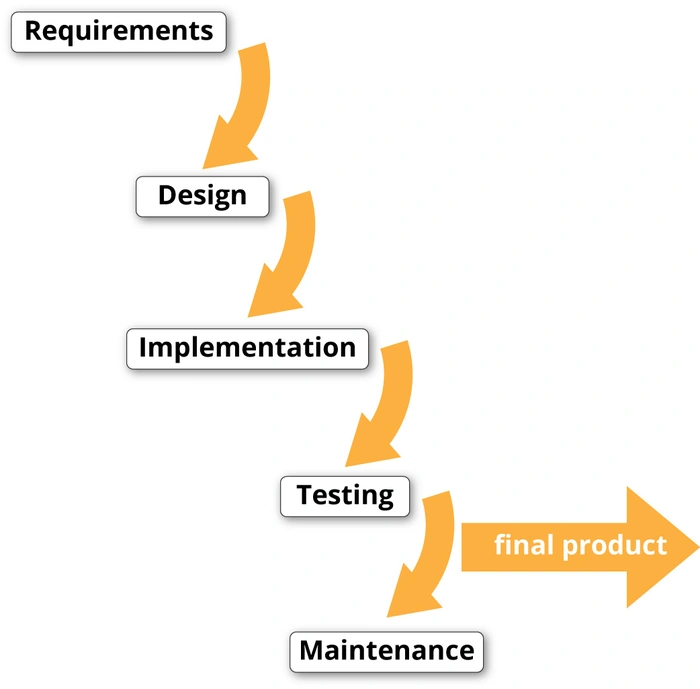 Requirements
Design
Implementation
Testing
final product
Maintenance